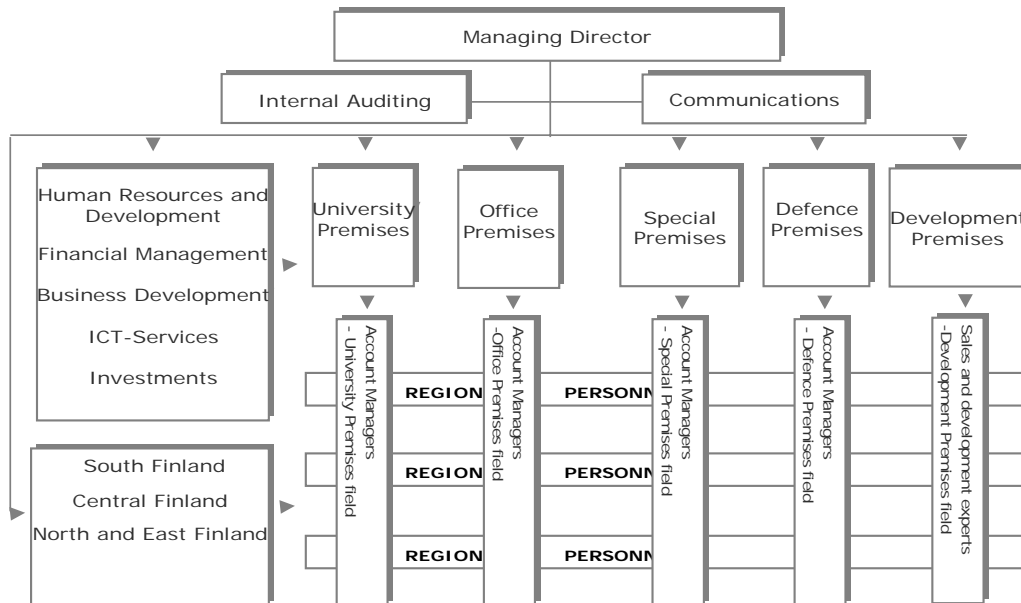 Managing Director
Internal Auditing
Communications
Human Resources and
Development
Financial Management
Business Development
ICT-Services
Investments
University
Premises
Office
Premises
Special
Premises
Defence
Premises
Development
Premises
South Finland
Central Finland
North and East Finland
Account Managers
- University Premises field
Account Managers
-Office Premises field
Account Managers
- Special Premises field
Account Managers
- Defence Premises field
Sales and development experts
-Development Premises field
REGION PERSONN
REGION PERSONN
REGION PERSONN